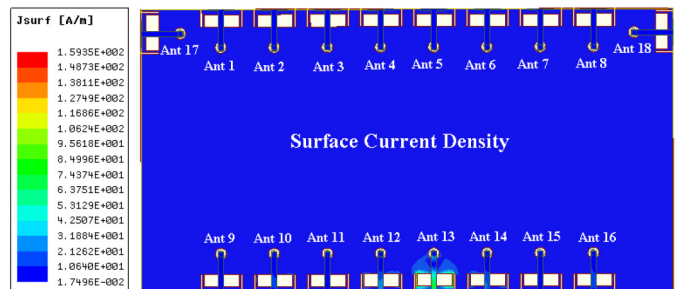 Jsurf [A/m]
1.5935E+002
1.4873E+002
1.3811E+002
1.2749E+002
1.1686E+002
1.0624E+002
9.5618E+001
8.4996E+001
7.4374E+001
6.3751E+001
5.3129E+001
4.2507E+001
3.1884E+001
2.1262E+001
1.0640E+001
1.7496E-002
Ant 17 Ant 18
Ant 1 Ant 2 Ant 3 Ant 4 Ant 5 Ant 6 Ant 7 Ant 8
Surface Current Density
Ant 9 Ant 10 Ant 11 Ant 12 Ant 13 Ant 14 Ant 15 Ant 16